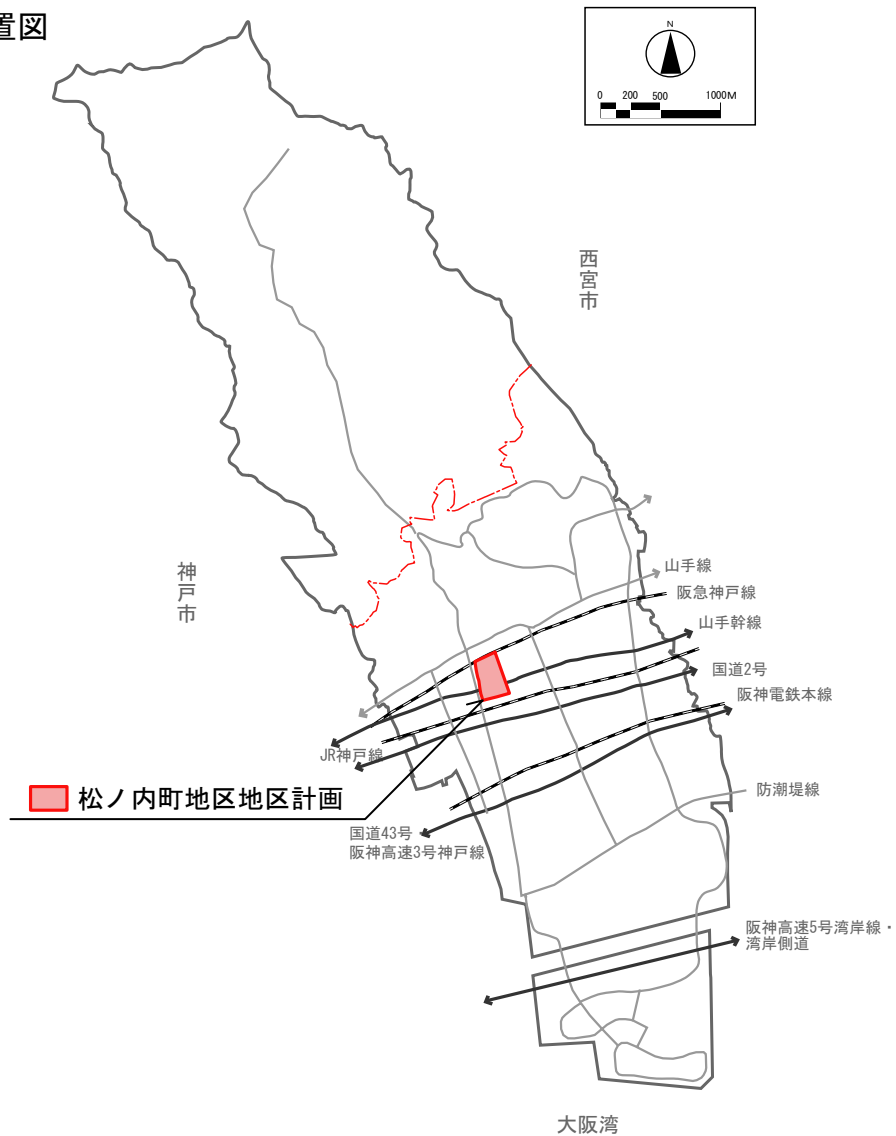 置図
N
0 200 500 1000M
西宮市
神戸市
山手線
阪急神戸線
山手幹線
国道2号
阪神電鉄本線
JR神戸線
松ノ内町地区地区計画
防潮堤線
国道43号
阪神高速3号神戸線
阪神高速5号湾岸線・
湾岸側道
大阪湾